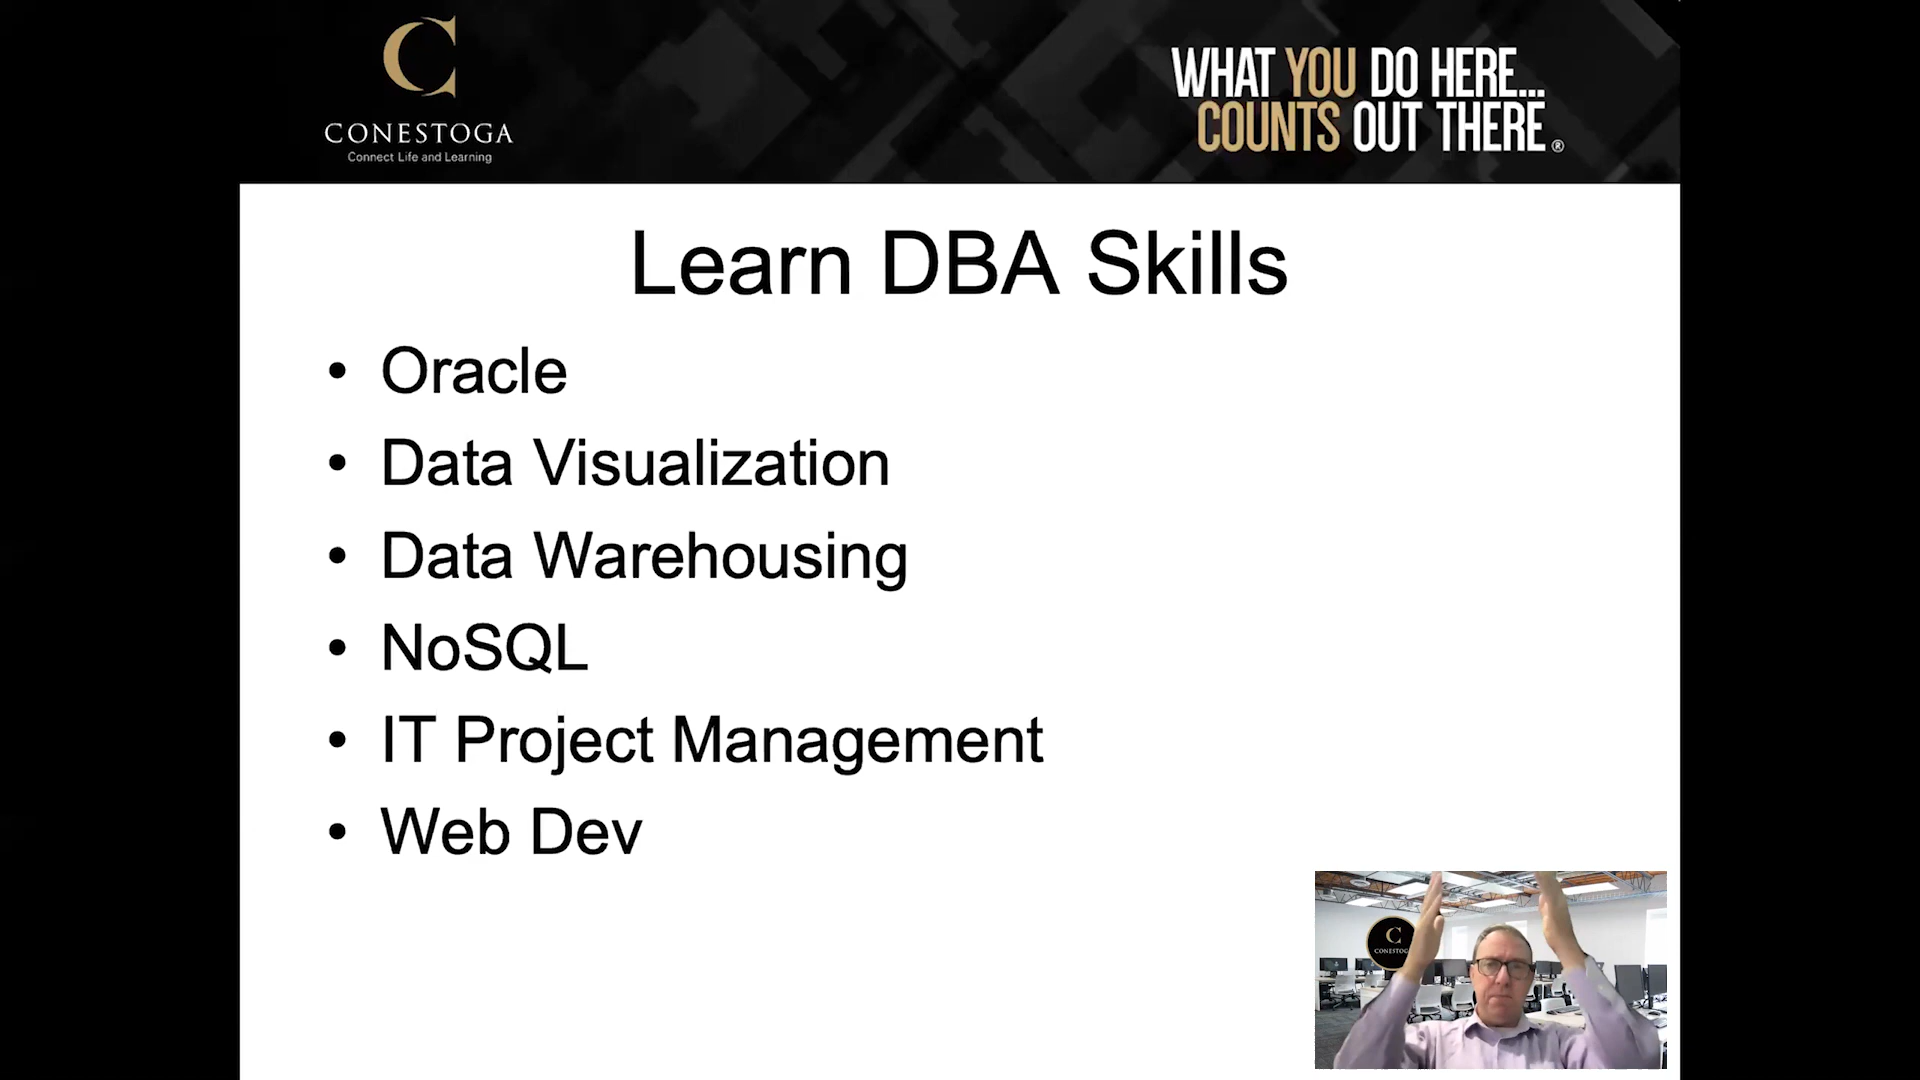 CONESTOGA
Connect Life and Learning
WHAT YOU DO HERE...
COUNTS OUT THERE®
Learn DBA Skills
• Oracle
• Data Visualization
• Data Warehousing
• NoSQL
• IT Project Management
• Web Dev
C
CONESTOG